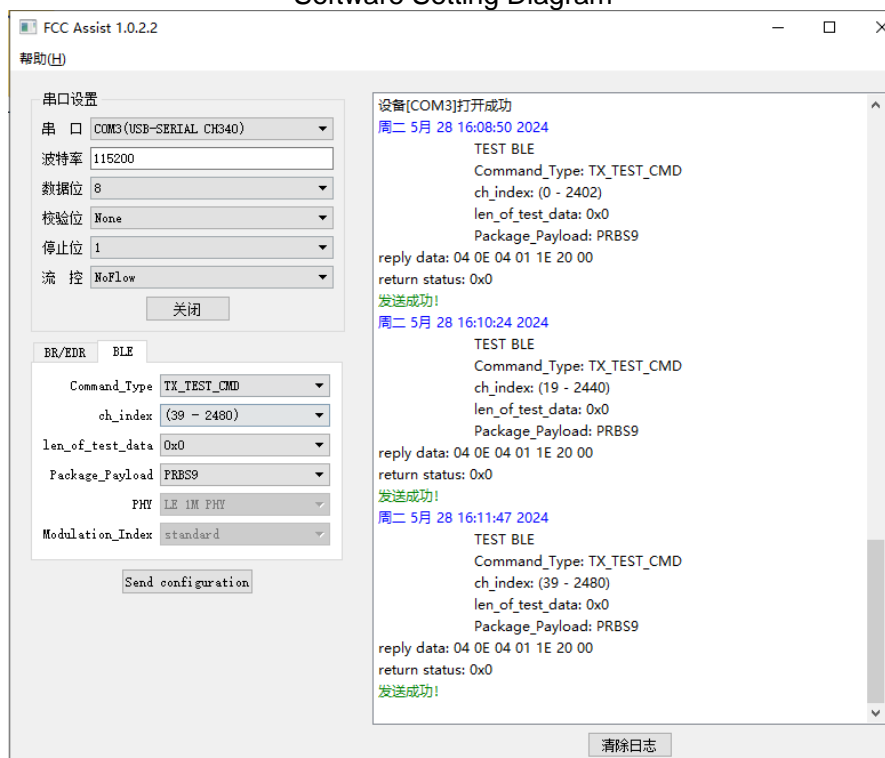 Software Setting Diagram
FCC Assist 1.0.2.2
帮助(H)
串口设置
串 口 COM3(USB-SERIAL CH340)
波特率 115200
数据位 8
校验位 None
停止位 1
流 控 NoFlow
关闭
BR/EDR BLE
Command_Type TX_TEST_CMD
ch_index (39 - 2480)
len_of_test_data 0x0
Package_Payload PRBS9
PHY LE 1M PHY
Modulation_Index standard
Send configuration
设备[COM3]打开成功
周二 5月 28 16:08:50 2024
TEST BLE
Command_Type: TX_TEST_CMD
ch_index: (0 - 2402)
len_of_test_data: 0x0
Package_Payload: PRBS9
reply data: 04 0E 04 01 1E 20 00
return status: 0x0
发送成功!
周二 5月 28 16:10:24 2024
TEST BLE
Command_Type: TX_TEST_CMD
ch_index: (19 - 2440)
len_of_test_data: 0x0
Package_Payload: PRBS9
reply data: 04 0E 04 01 1E 20 00
return status: 0x0
发送成功!
周二 5月 28 16:11:47 2024
TEST BLE
Command_Type: TX_TEST_CMD
ch_index: (39 - 2480)
len_of_test_data: 0x0
Package_Payload: PRBS9
reply data: 04 0E 04 01 1E 20 00
return status: 0x0
发送成功!
清除日志